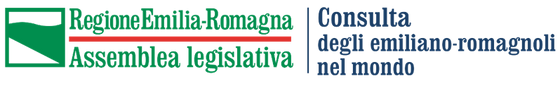 RegioneEmilia-Romagna
Assemblea legislativa
Consulta
degli emiliano-romagnoli
nel mondo